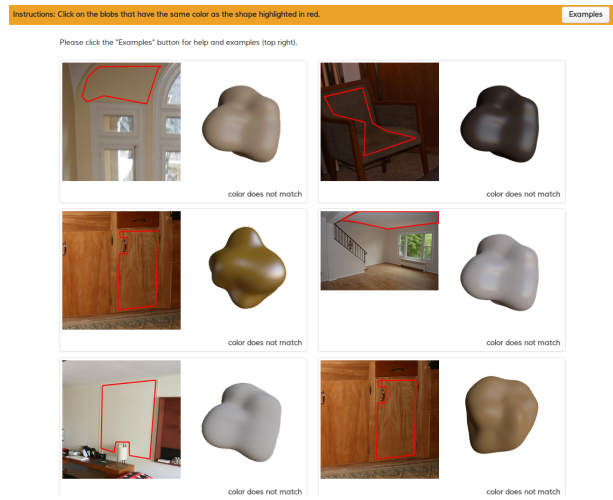 Instructions: Click on the blobs that have the same color as the shape highlighted in red.
Examples
Please click the "Examples" button for help and examples (top right).
color does not match
color does not match
color does not match
color does not match
color does not match
color does not match